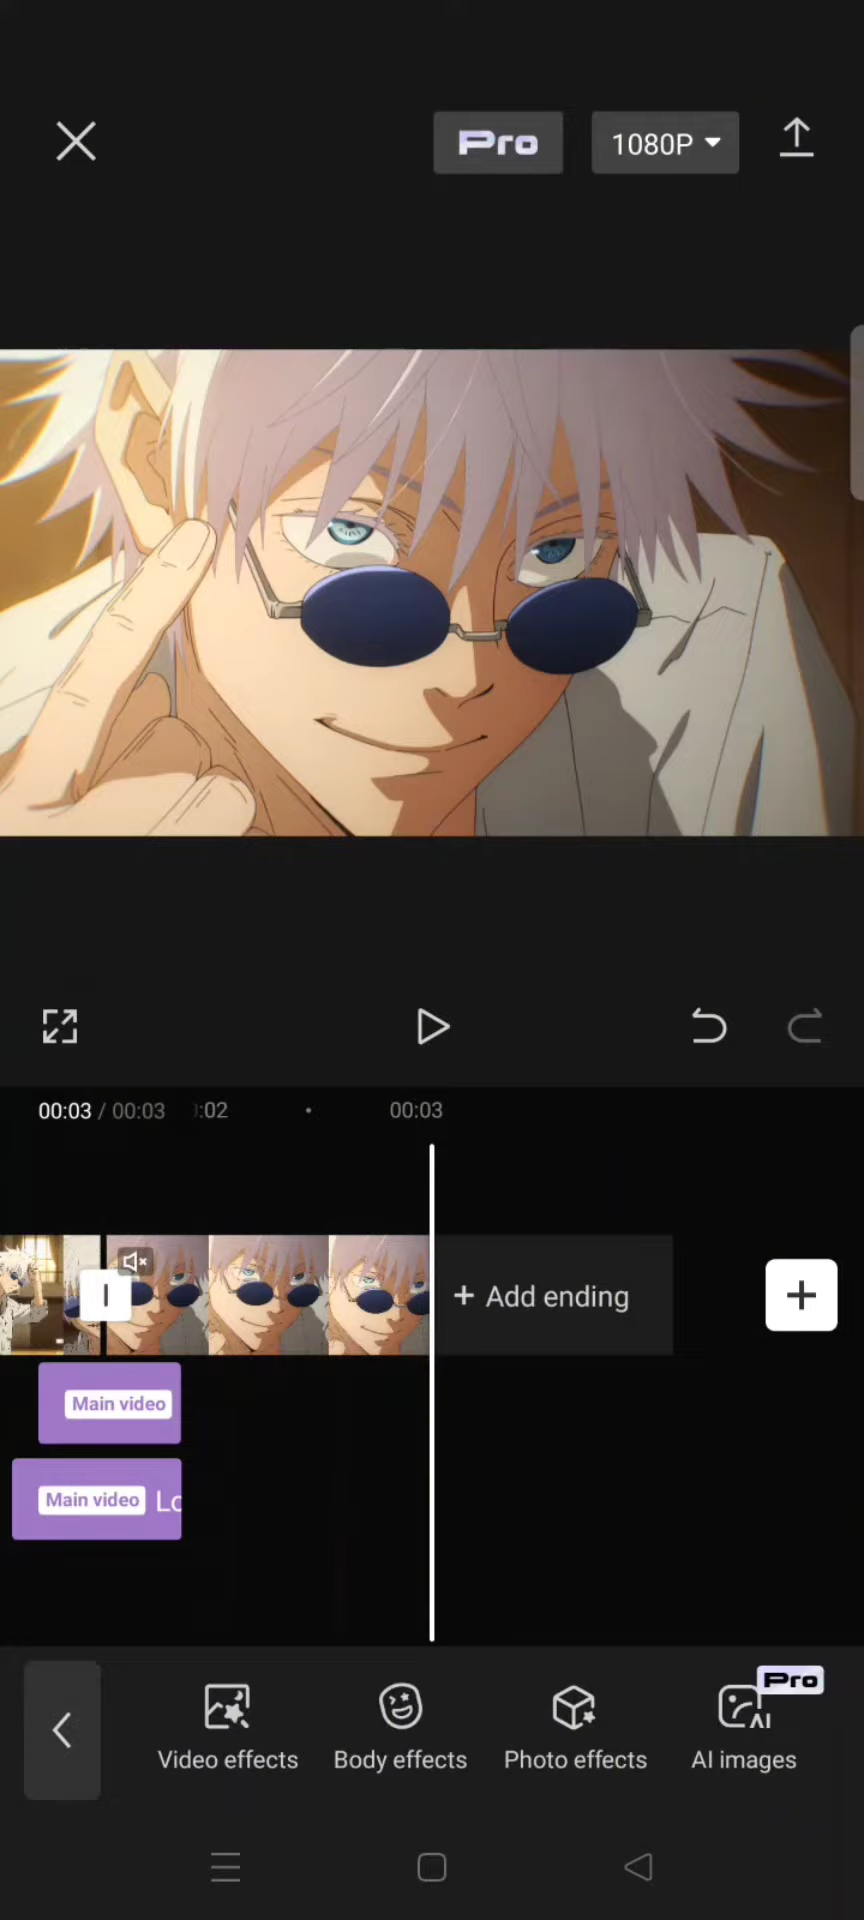 Pro
1080P
00:03 / 00:03
:02
00:03
+ Add ending
Main video
Main video Lo
Video effects
Body effects
Photo effects
AI images
Pro
AI